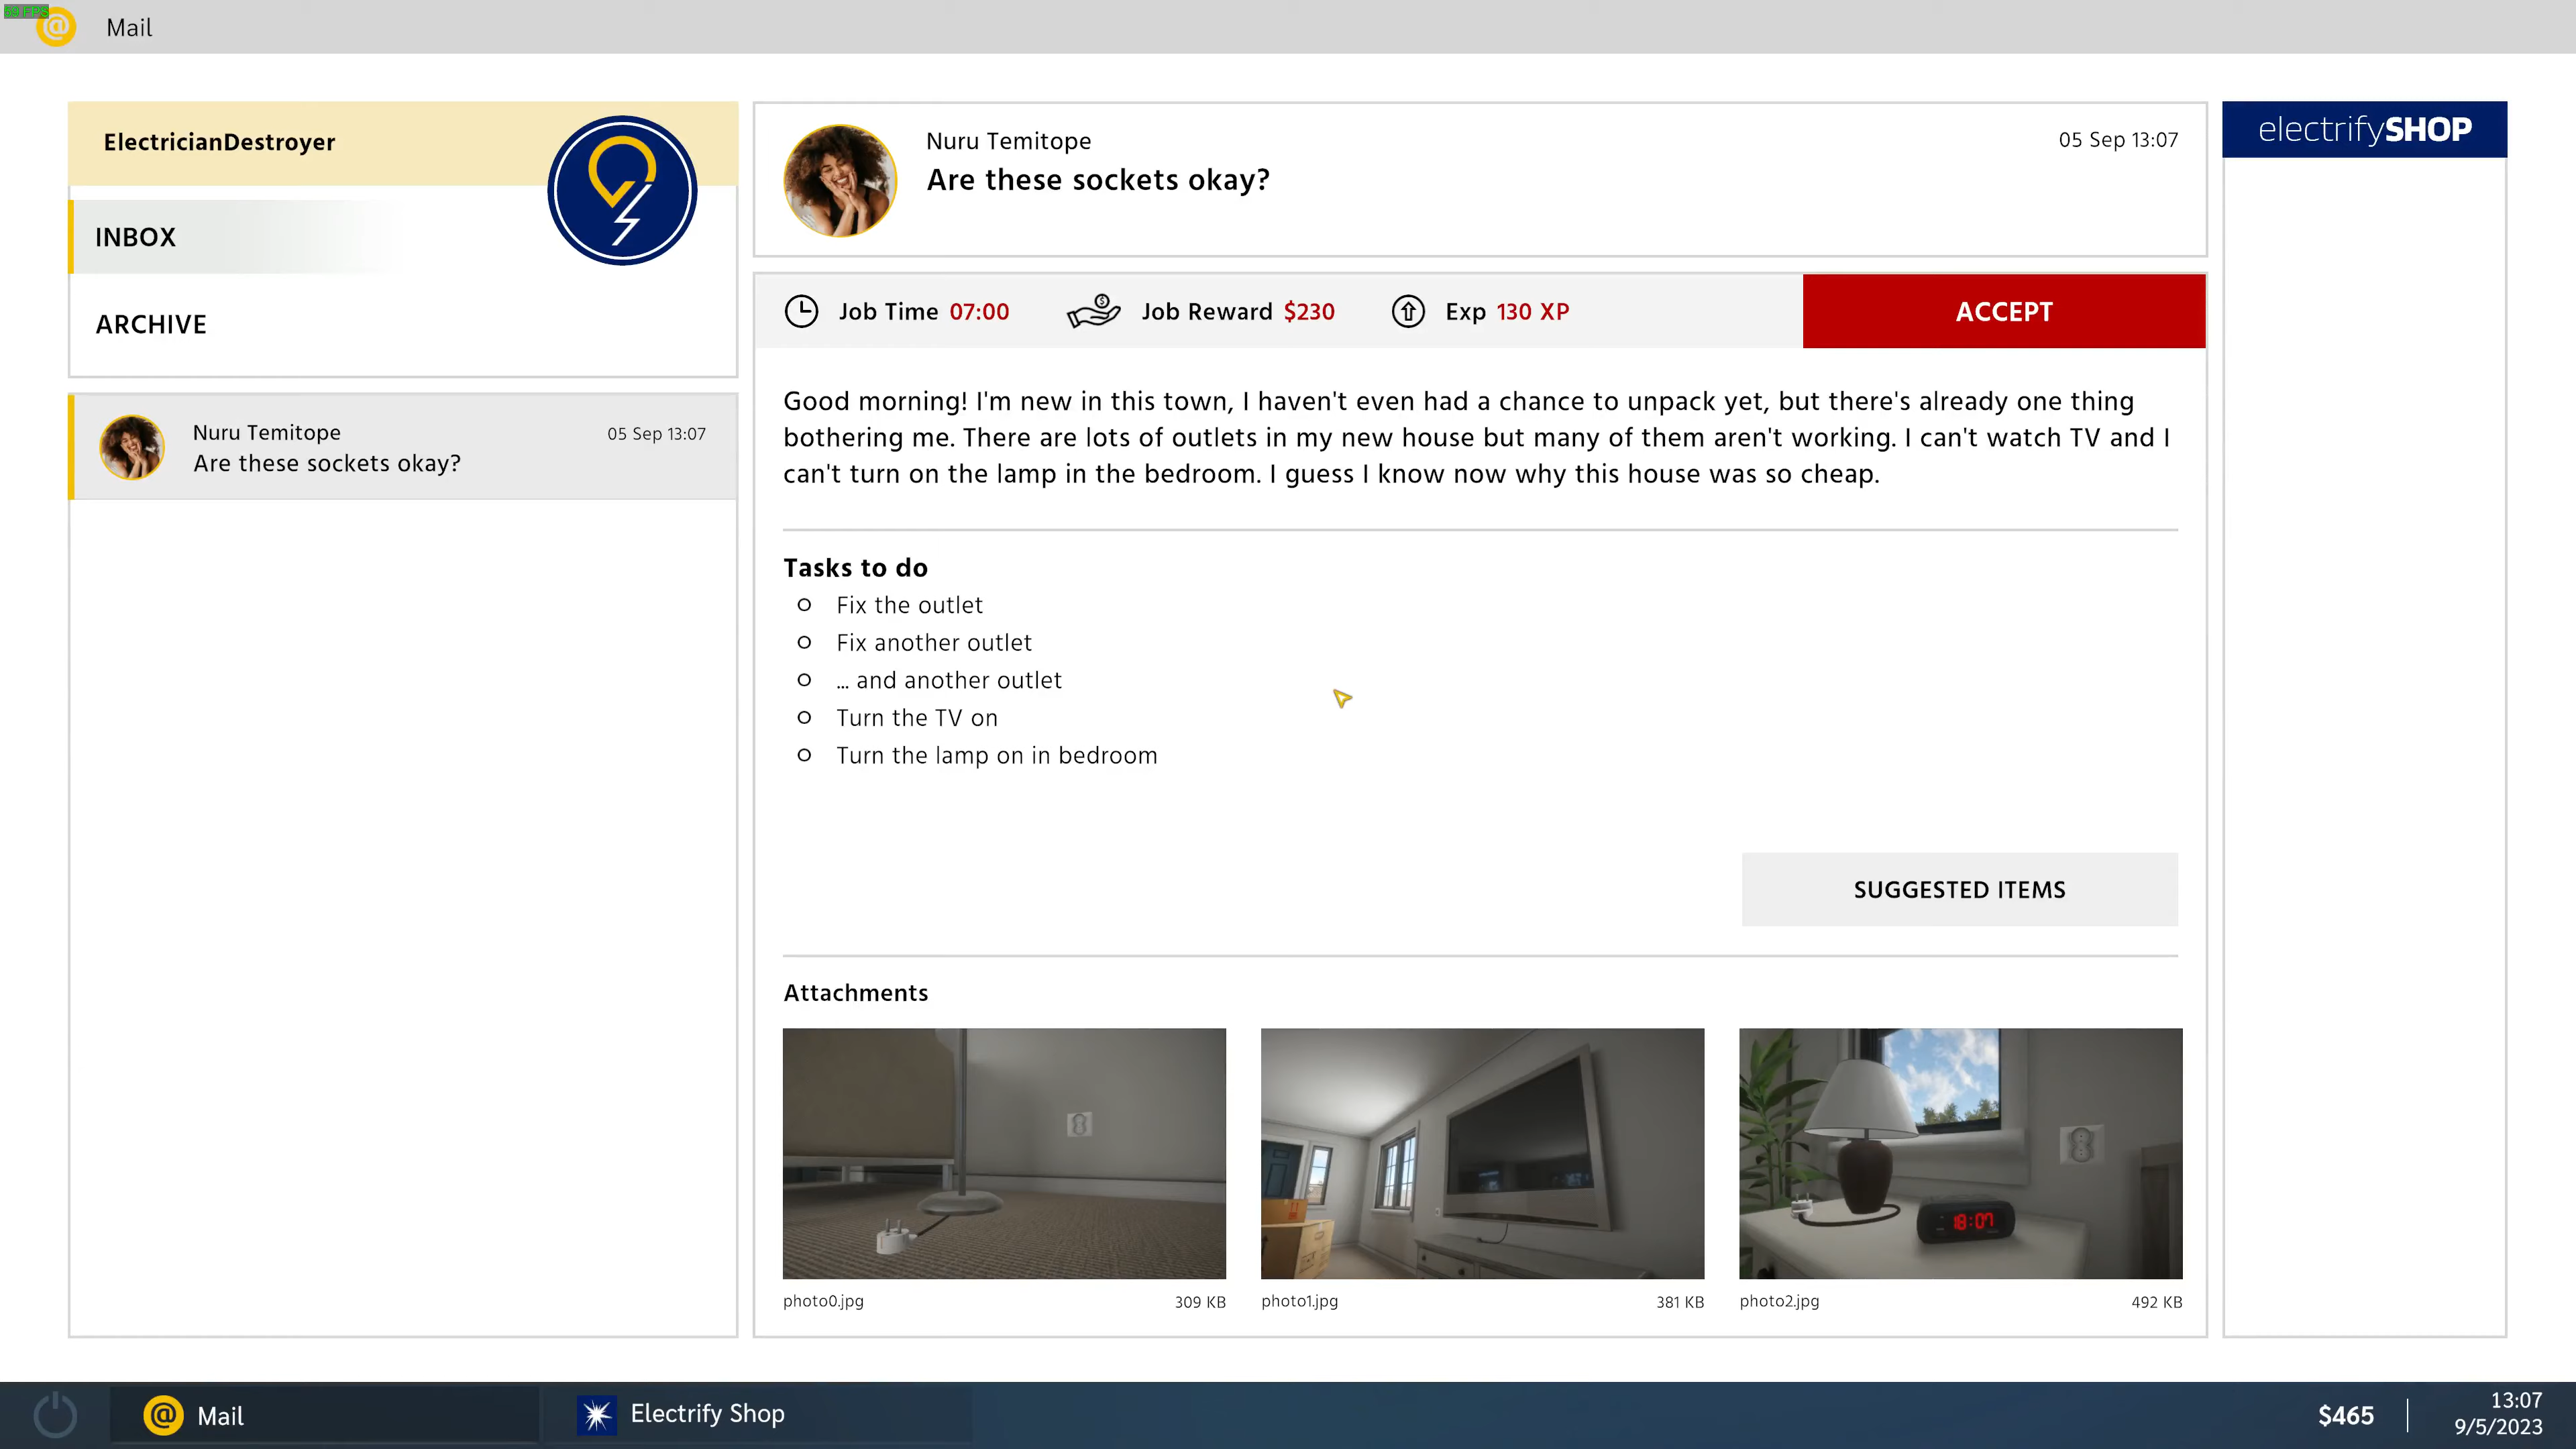 59 FPS
@ Mail
ElectricianDestroyer
INBOX
ARCHIVE
Nuru Temitope 05 Sep 13:07
Are these sockets okay?
Nuru Temitope 05 Sep 13:07
Are these sockets okay?
Job Time 07:00 Job Reward $230 Exp 130 XP ACCEPT
Good morning! I'm new in this town, I haven't even had a chance to unpack yet, but there's already one thing
bothering me. There are lots of outlets in my new house but many of them aren't working. I can't watch TV and I
can't turn on the lamp in the bedroom. I guess I know now why this house was so cheap.
Tasks to do
Fix the outlet
Fix another outlet
... and another outlet
Turn the TV on
Turn the lamp on in bedroom
SUGGESTED ITEMS
Attachments
18:07
photo0.jpg 309 KB photo1.jpg 381 KB photo2.jpg 492 KB
electrifySHOP
@ Mail Electrify Shop $465 13:07
9/5/2023